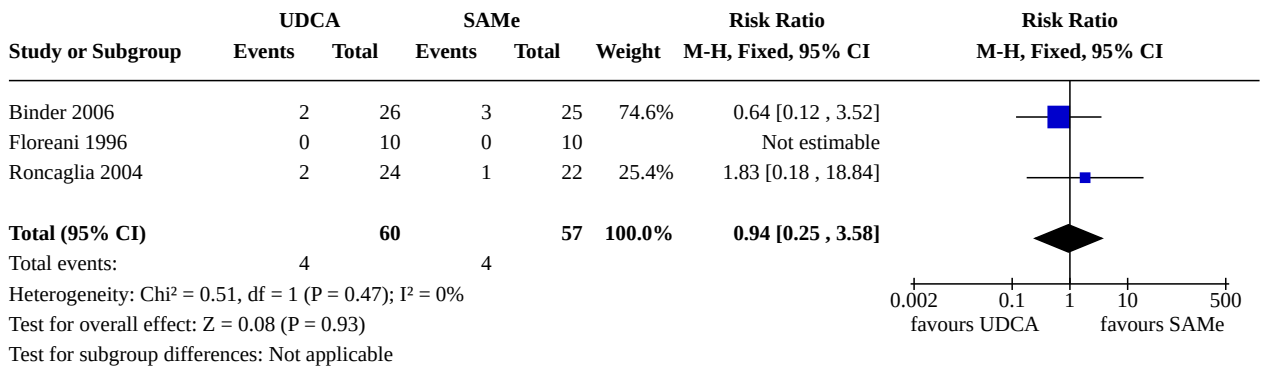 UDCA SAMe Risk Ratio Risk Ratio
Study or Subgroup Events Total Events Total Weight M-H, Fixed, 95% CI M-H, Fixed, 95% CI
Binder 2006 2 26 3 25 74.6% 0.64 [0.12 , 3.52]
Floreani 1996 0 10 0 10 Not estimable
Roncaglia 2004 2 24 1 22 25.4% 1.83 [0.18 , 18.84]
Total (95% CI) 60 57 100.0% 0.94 [0.25 , 3.58]
Total events: 4 4
Heterogeneity: Chi² = 0.51, df = 1 (P = 0.47); I² = 0%
Test for overall effect: Z = 0.08 (P = 0.93)
Test for subgroup differences: Not applicable
0.002 0.1 1 10 500
favours UDCA favours SAMe